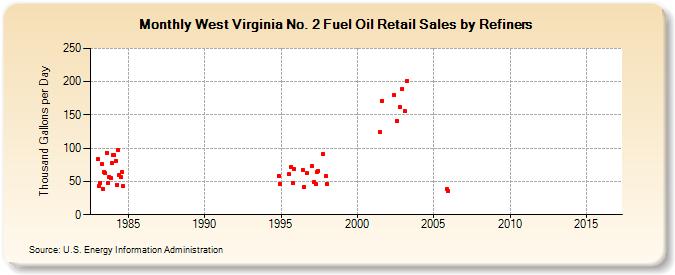 Monthly West Virginia No. 2 Fuel Oil Retail Sales by Refiners
Thousand Gallons per Day
250
200
150
100
50
0
1985 1990 1995 2000 2005 2010 2015
Source: U.S. Energy Information Administration